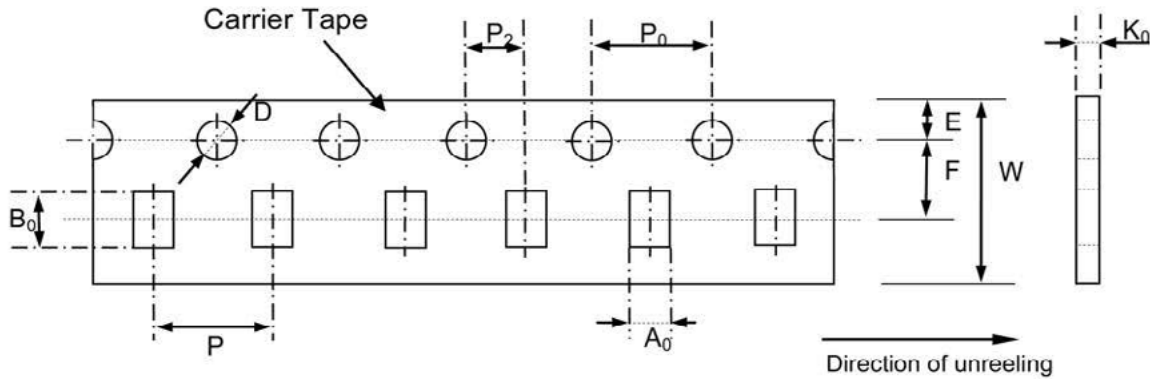 Carrier Tape
P₂
P₀
K₀
D
E
F
W
B₀
P
A₀
Direction of unreeling